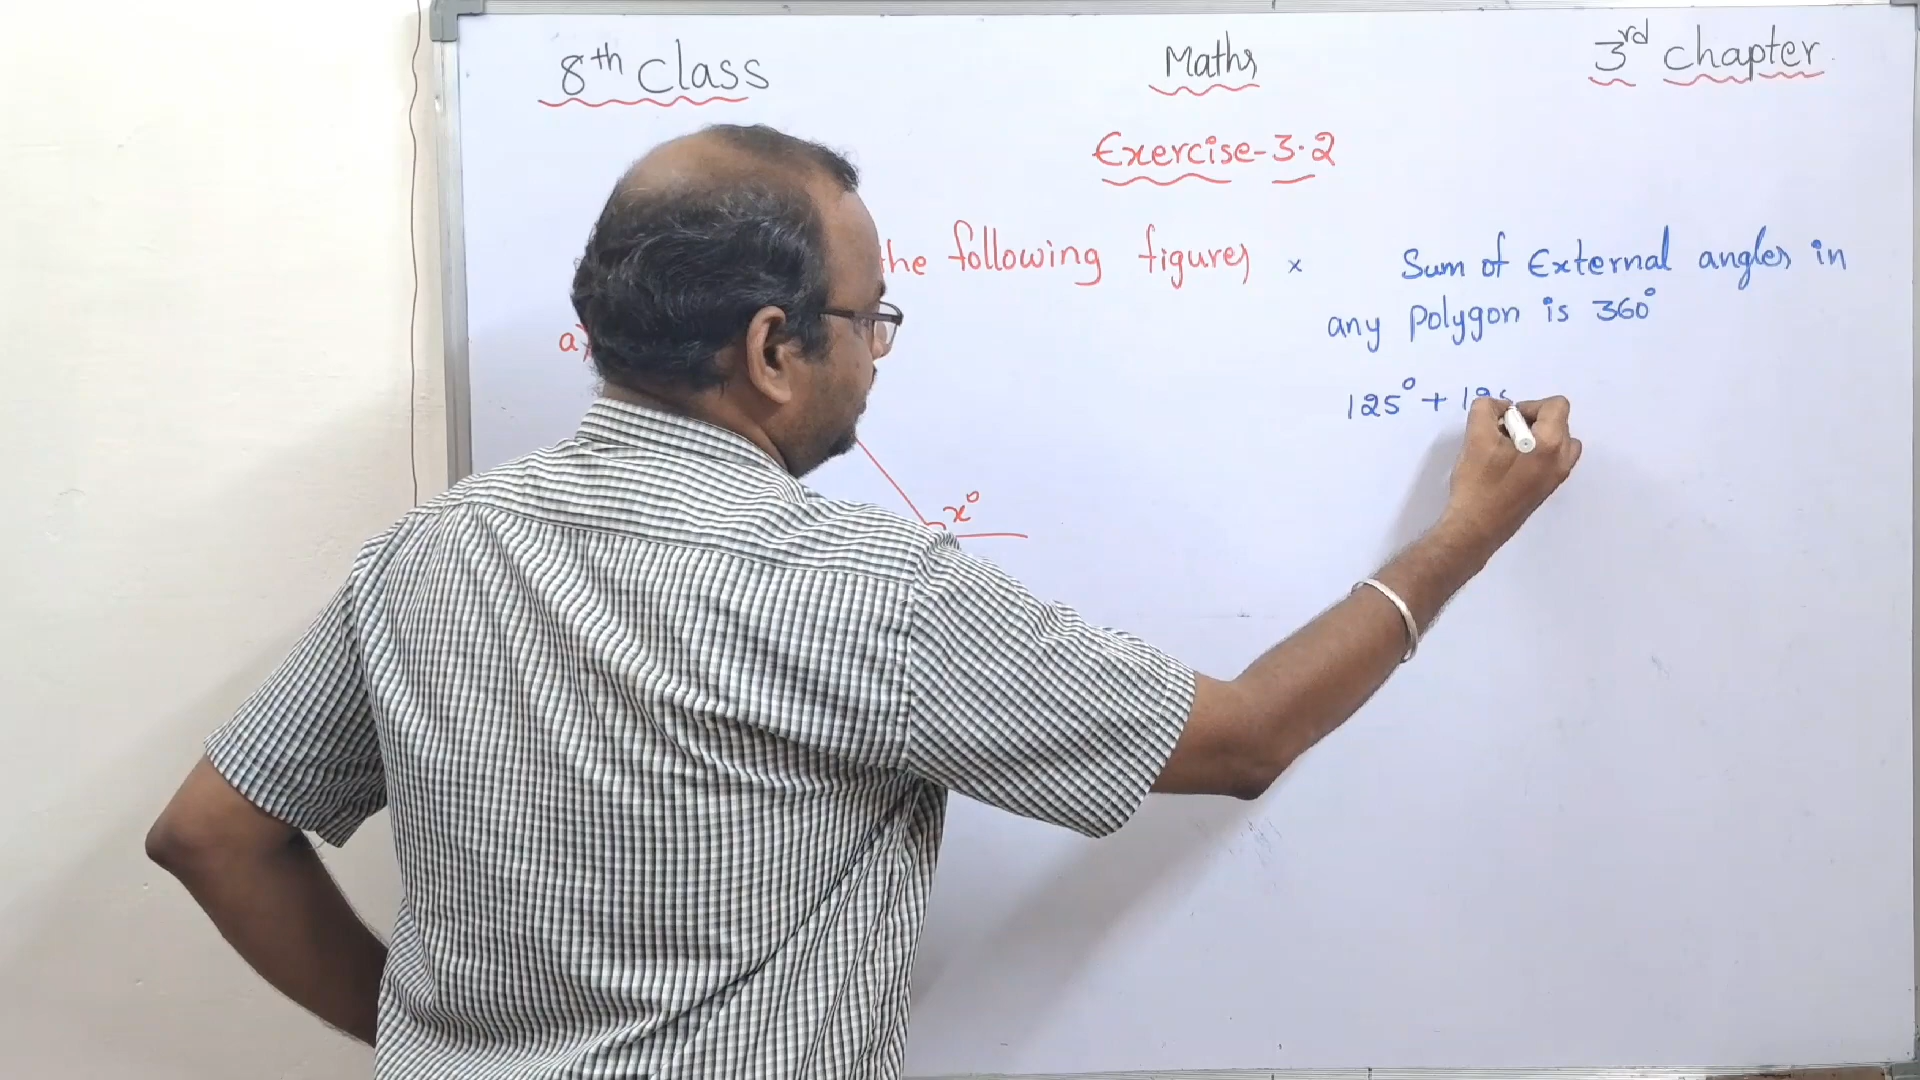 8th Class Maths 3rd chapter
Exercise-3.2
the following figures × Sum of External angles in
any polygon is 360°
a)
125° + 125
x°